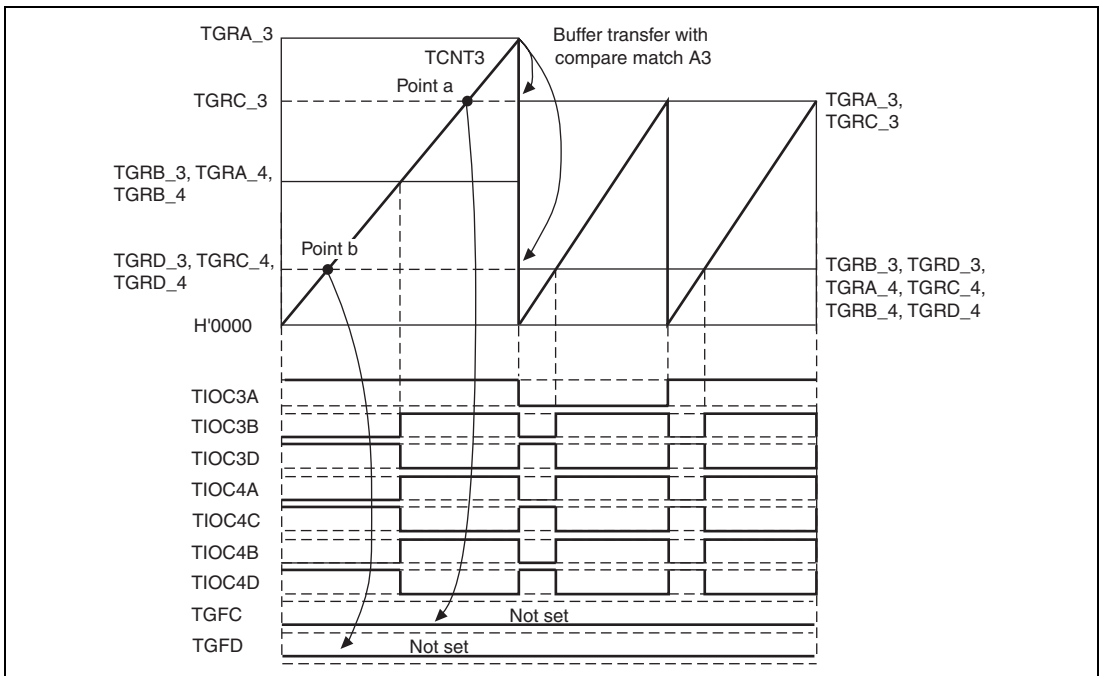 TGRA_3
TCNT3
Buffer transfer with
compare match A3
Point a
TGRC_3
TGRA_3,
TGRC_3
TGRB_3, TGRA_4,
TGRB_4
Point b
TGRD_3, TGRC_4,
TGRD_4
TGRB_3, TGRD_3,
TGRA_4, TGRC_4,
TGRB_4, TGRD_4
H'0000
TIOC3A
TIOC3B
TIOC3D
TIOC4A
TIOC4C
TIOC4B
TIOC4D
TGFC
Not set
TGFD
Not set